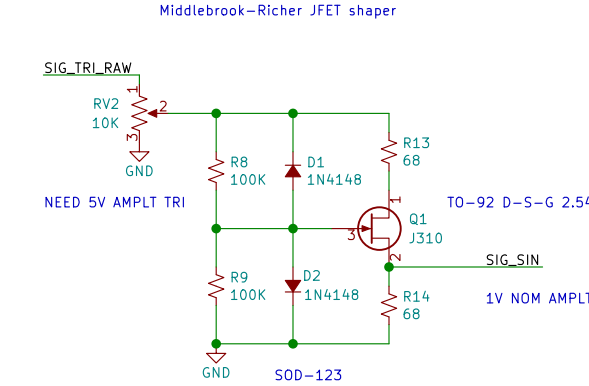 Middlebrook-Richer JFET shaper
SIG_TRI_RAW
1
RV2
10K
2
3
GND
R13
68
R8
100K
D1
1N4148
NEED 5V AMPLT TRI
1
TO-92 D-S-G 2.54
Q1
J310
3
2
SIG_SIN
R9
100K
D2
1N4148
R14
68
1V NOM AMPLT
GND
SOD-123